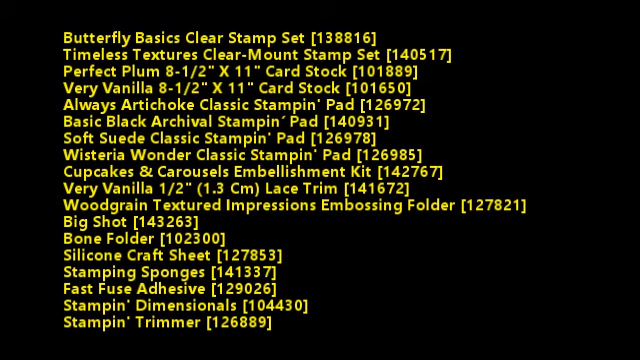 Butterfly Basics Clear Stamp Set [138816]
Timeless Textures Clear-Mount Stamp Set [140517]
Perfect Plum 8-1/2" X 11" Card Stock [101889]
Very Vanilla 8-1/2" X 11" Card Stock [101650]
Always Artichoke Classic Stampin' Pad [126972]
Basic Black Archival Stampin´ Pad [140931]
Soft Suede Classic Stampin' Pad [126978]
Wisteria Wonder Classic Stampin' Pad [126985]
Cupcakes & Carousels Embellishment Kit [142767]
Very Vanilla 1/2" (1.3 Cm) Lace Trim [141672]
Woodgrain Textured Impressions Embossing Folder [127821]
Big Shot [143263]
Bone Folder [102300]
Silicone Craft Sheet [127853]
Stamping Sponges [141337]
Fast Fuse Adhesive [129026]
Stampin' Dimensionals [104430]
Stampin' Trimmer [126889]